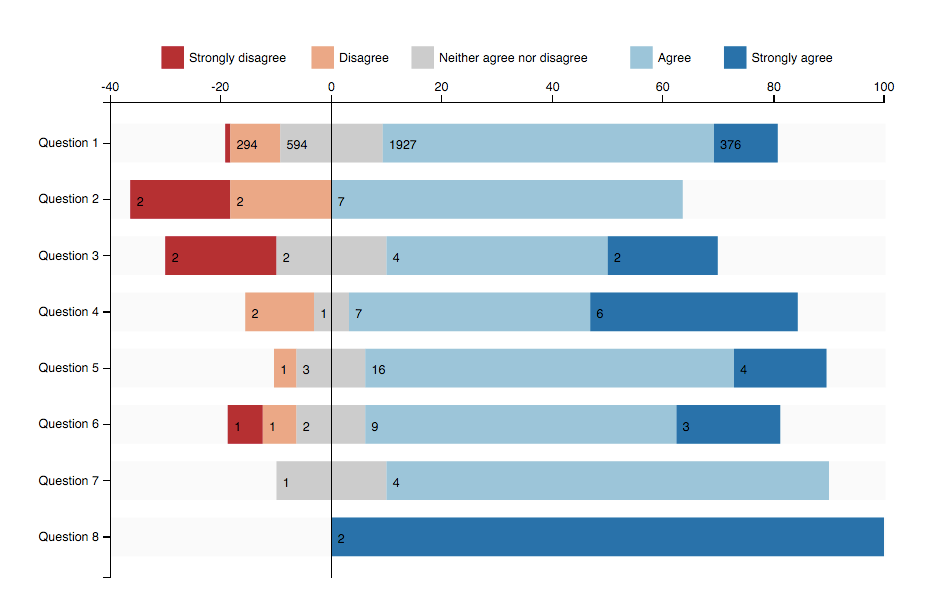 Strongly disagree Disagree Neither agree nor disagree Agree Strongly agree
-40 -20 0 20 40 60 80 100
Question 1 294 594 1927 376
Question 2 2 2 7
Question 3 2 2 4 2
Question 4 2 1 7 6
Question 5 1 3 16 4
Question 6 1 1 2 9 3
Question 7 1 4
Question 8 2